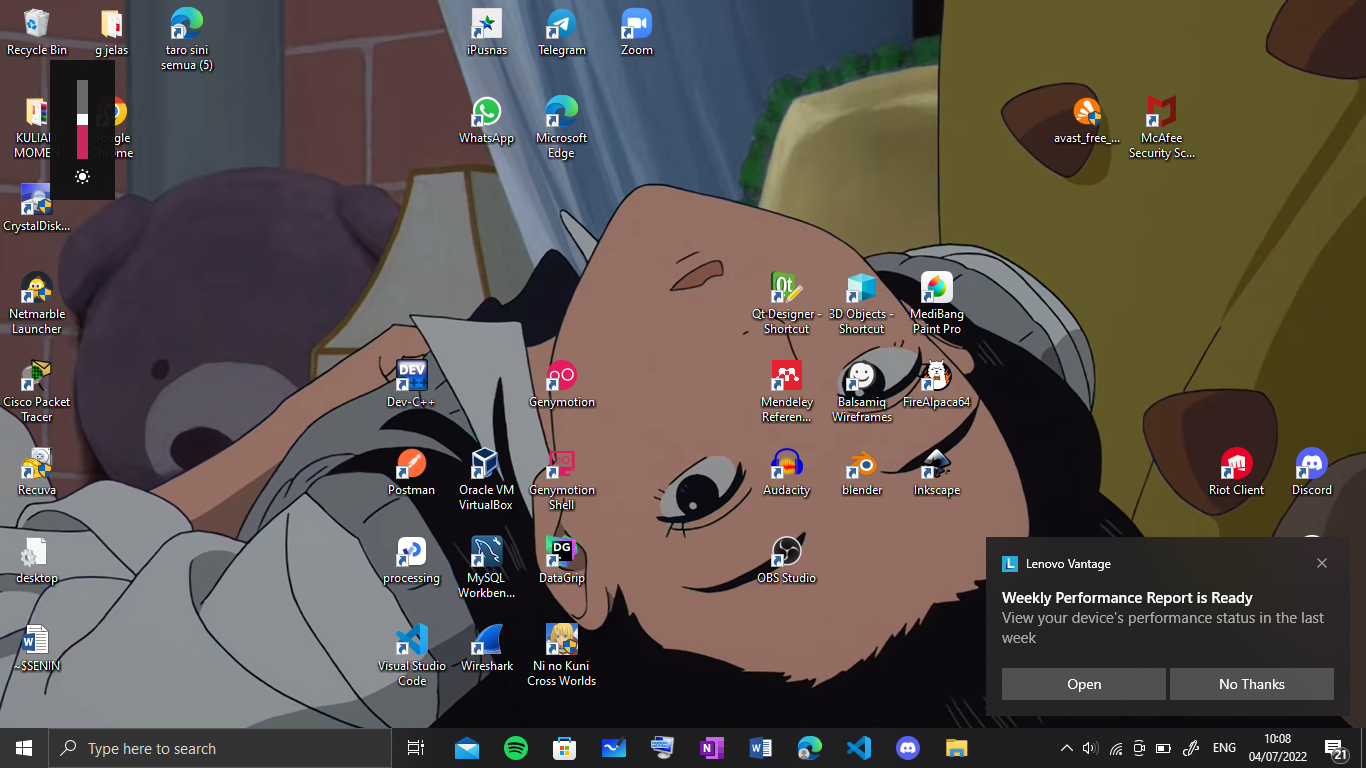 Recycle Bin
g jelas
taro sini
semua (5)
iPusnas
Telegram
Zoom
Google
WhatsApp
Microsoft
Edge
avast_free_...
McAfee
Security Sc...
CrystalDisk...
Netmarble
Launcher
Qt Designer -
Shortcut
3D Objects -
Shortcut
MediBang
Paint Pro
Cisco Packet
Tracer
DEV
Dev-C++
Genymotion
Mendeley
Referen...
Balsamiq
Wireframes
FireAlpaca64
Recuva
Postman
Oracle VM
VirtualBox
Genymotion
Shell
Audacity
blender
Inkscape
Riot Client
Discord
desktop
processing
MySQL
Workben...
DG
DataGrip
OBS Studio
~$SENIN
Visual Studio
Code
Wireshark
Ni no Kuni
Cross Worlds
L Lenovo Vantage
Weekly Performance Report is Ready
View your device's performance status in the last
week
Open
No Thanks
Type here to search
ENG
10:08
04/07/2022
21